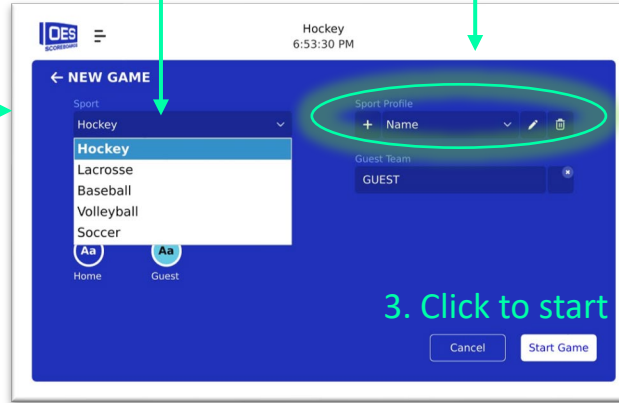 OES
SCOREBOARDS
Hockey
6:53:30 PM
← NEW GAME
Sport
Sport Profile
Hockey
+ Name
Hockey
Lacrosse
Baseball
Volleyball
Soccer
Guest Team
GUEST
Aa
Aa
Home
Guest
3. Click to start
Cancel
Start Game